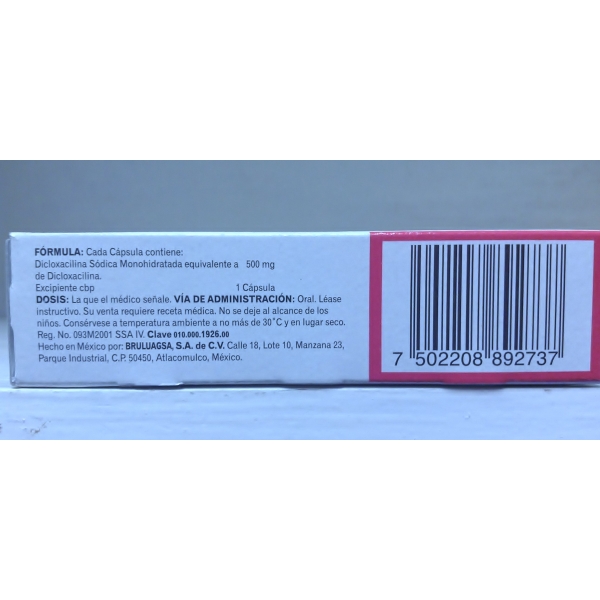 FÓRMULA: Cada Cápsula contiene:
Dicloxacilina Sódica Monohidratada equivalente a 500 mg
de Dicloxacilina.
Excipiente cbp 1 Cápsula
DOSIS: La que el médico señale. VÍA DE ADMINISTRACIÓN: Oral. Léase
instructivo. Su venta requiere receta médica. No se deje al alcance de los
niños. Consérvese a temperatura ambiente a no más de 30°C y en lugar seco.
Reg. No. 093M2001 SSA IV. Clave 010.000.1926.00
Hecho en México por: BRULUAGSA, S.A. de C.V. Calle 18, Lote 10, Manzana 23,
Parque Industrial, C.P. 50450, Atlacomulco, México.
7 502208 892737